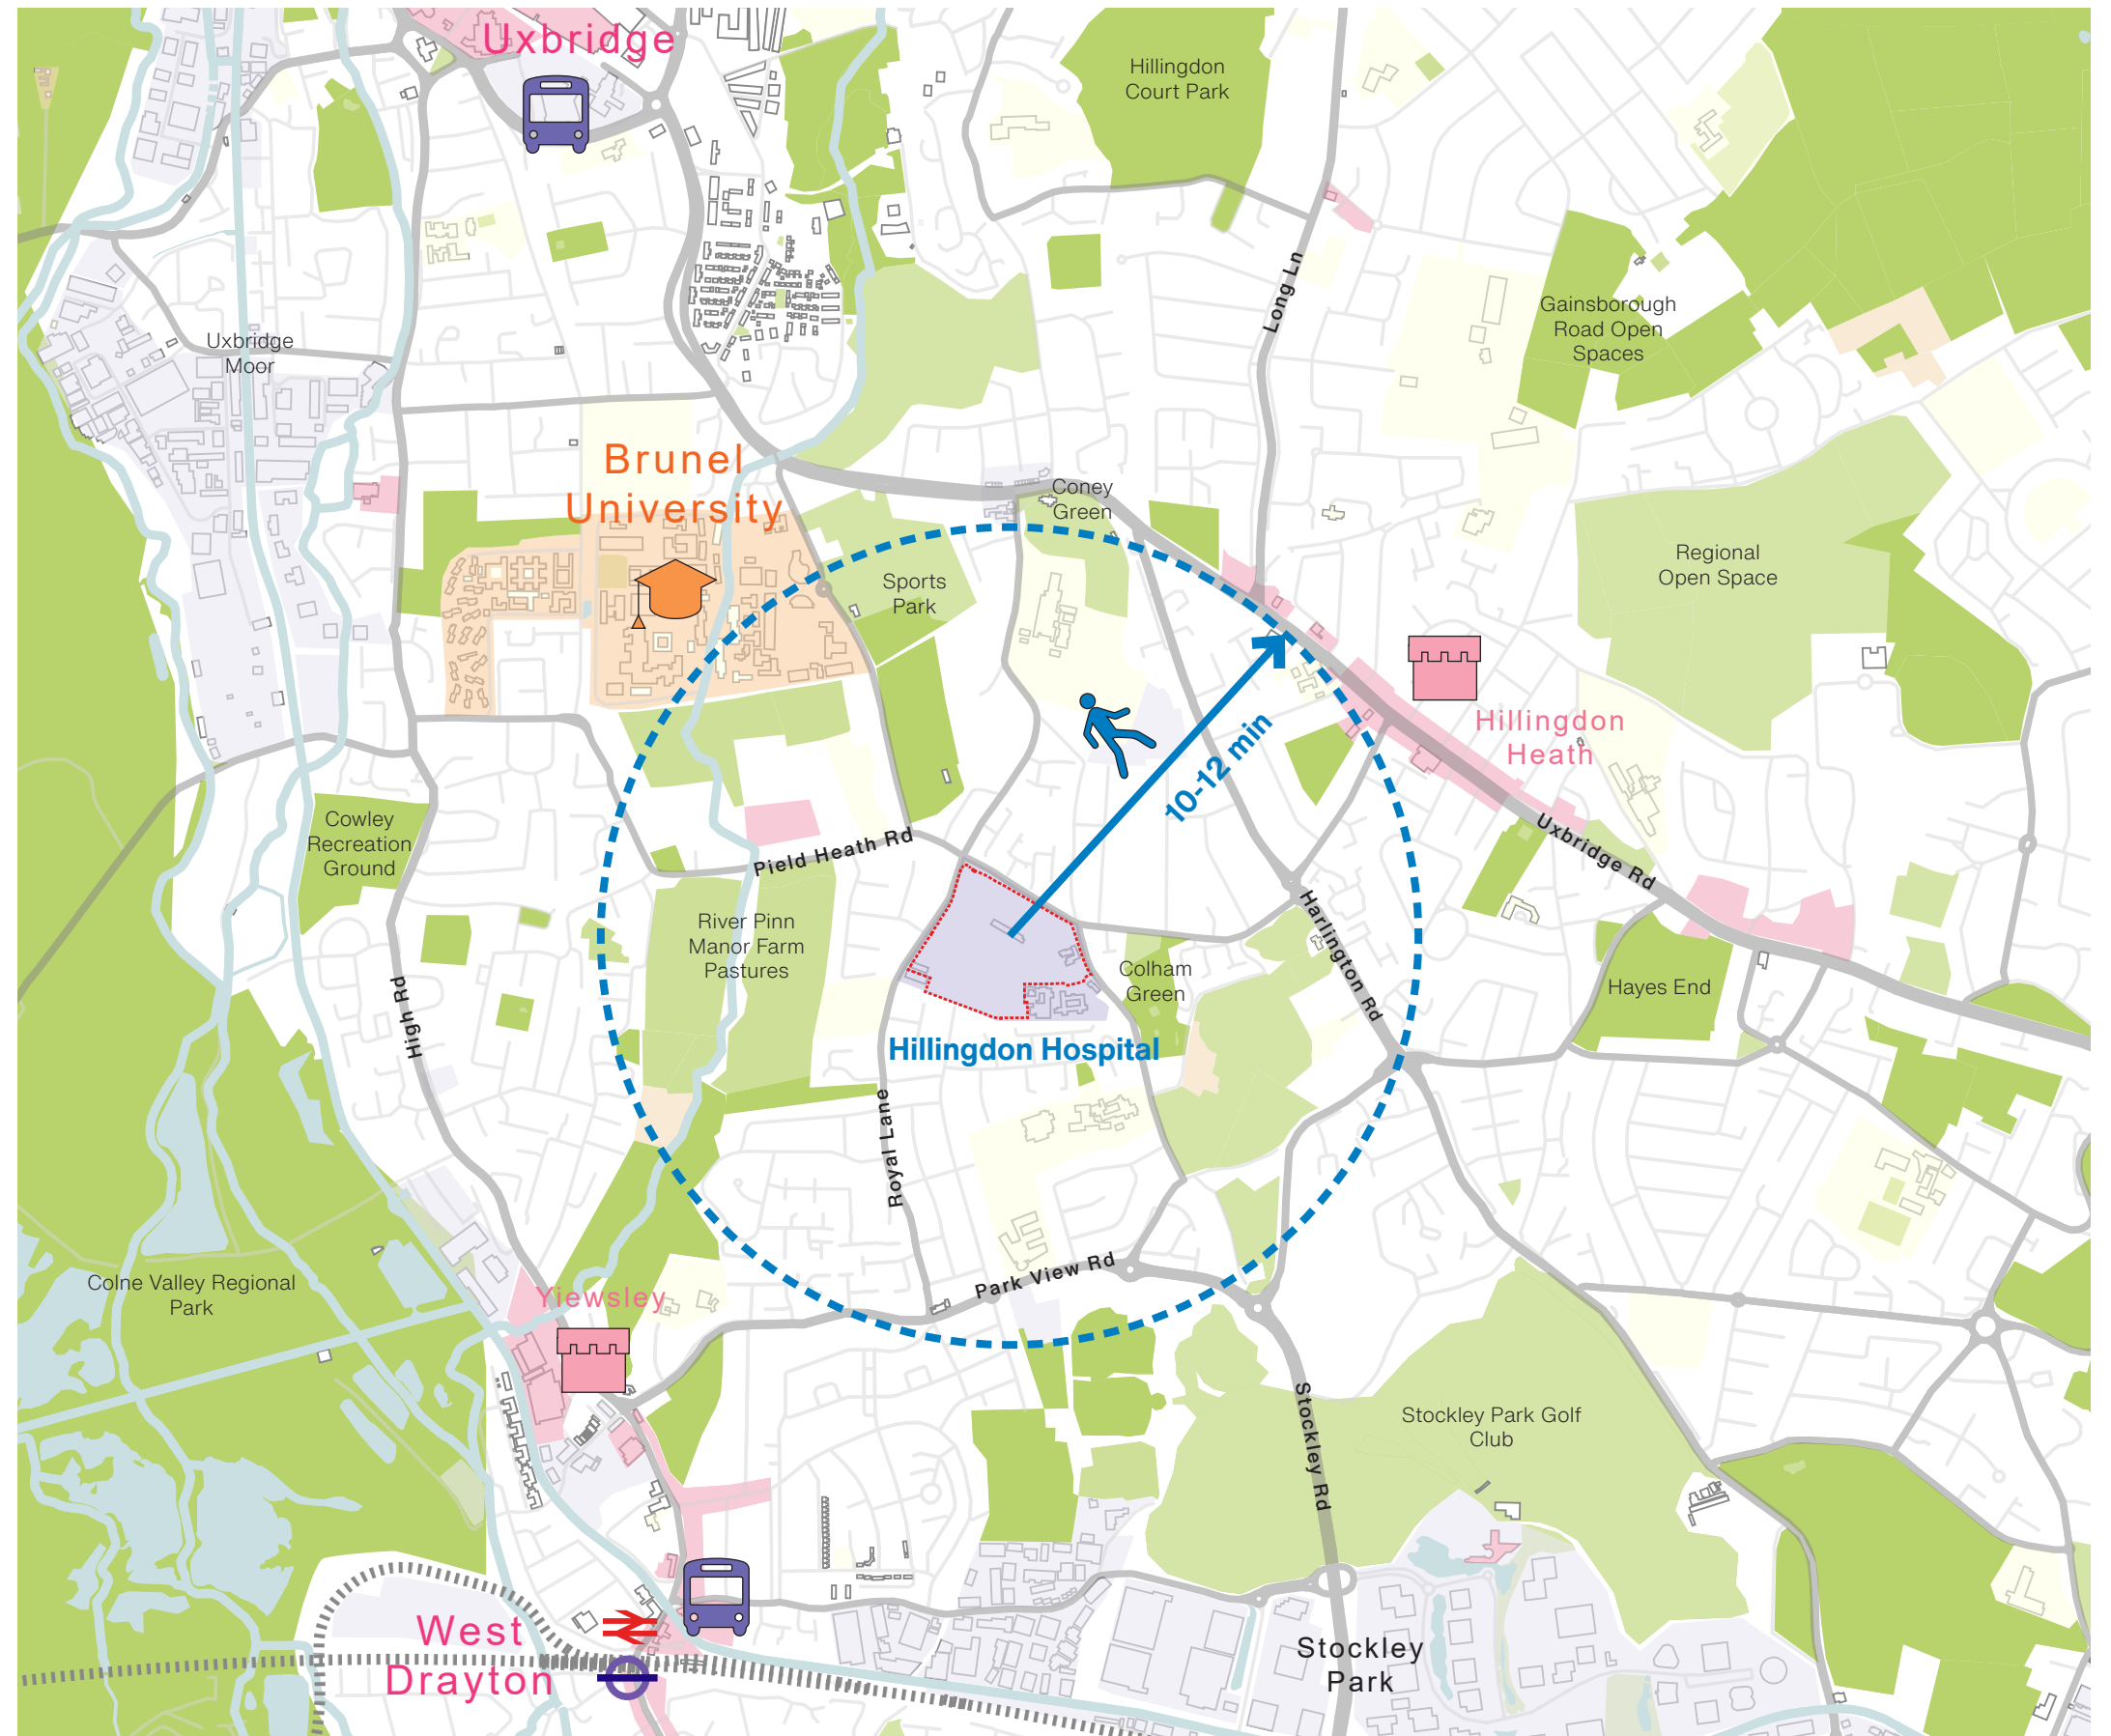 Uxbridge
Hillingdon
Court Park
Long Ln
Gainsborough
Road Open
Spaces
Uxbridge
Moor
Brunel
University
Coney
Green
Sports
Park
Regional
Open Space
Hillingdon
Heath
10-12 min
Cowley
Recreation
Ground
Pield Heath Rd
Uxbridge Rd
River Pinn
Manor Farm
Pastures
Harlington Rd
Colham
Green
Hayes End
High Rd
Hillingdon Hospital
Royal Lane
Park View Rd
Colne Valley Regional
Park
Yiewsley
Stockley Rd
Stockley Park Golf
Club
West
Drayton
Stockley
Park